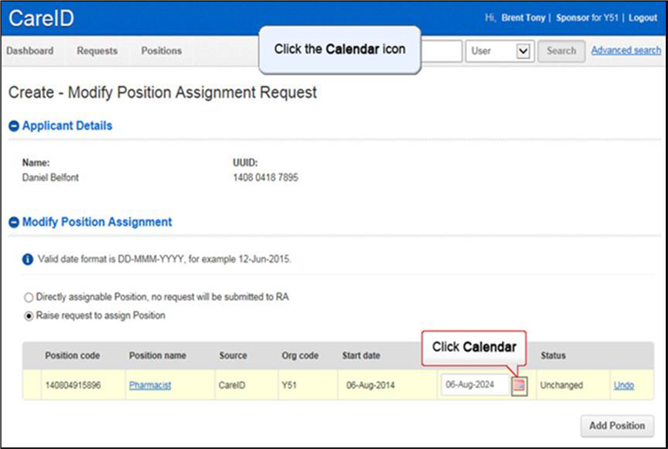 CareID
Hi, Brent Tony | Sponsor for Y51 | Logout
Dashboard Requests Positions User Search Advanced search
Click the Calendar icon
Create - Modify Position Assignment Request
Applicant Details
Name: UUID:
Daniel Belfont 1408 0418 7895
Modify Position Assignment
i Valid date format is DD-MMM-YYYY, for example 12-Jun-2015.
Directly assignable Position, no request will be submitted to RA
Raise request to assign Position
Click Calendar
Position code Position name Source Org code Start date Status
140804915896 Pharmacist CareID Y51 06-Aug-2014 06-Aug-2024 Unchanged Undo
Add Position